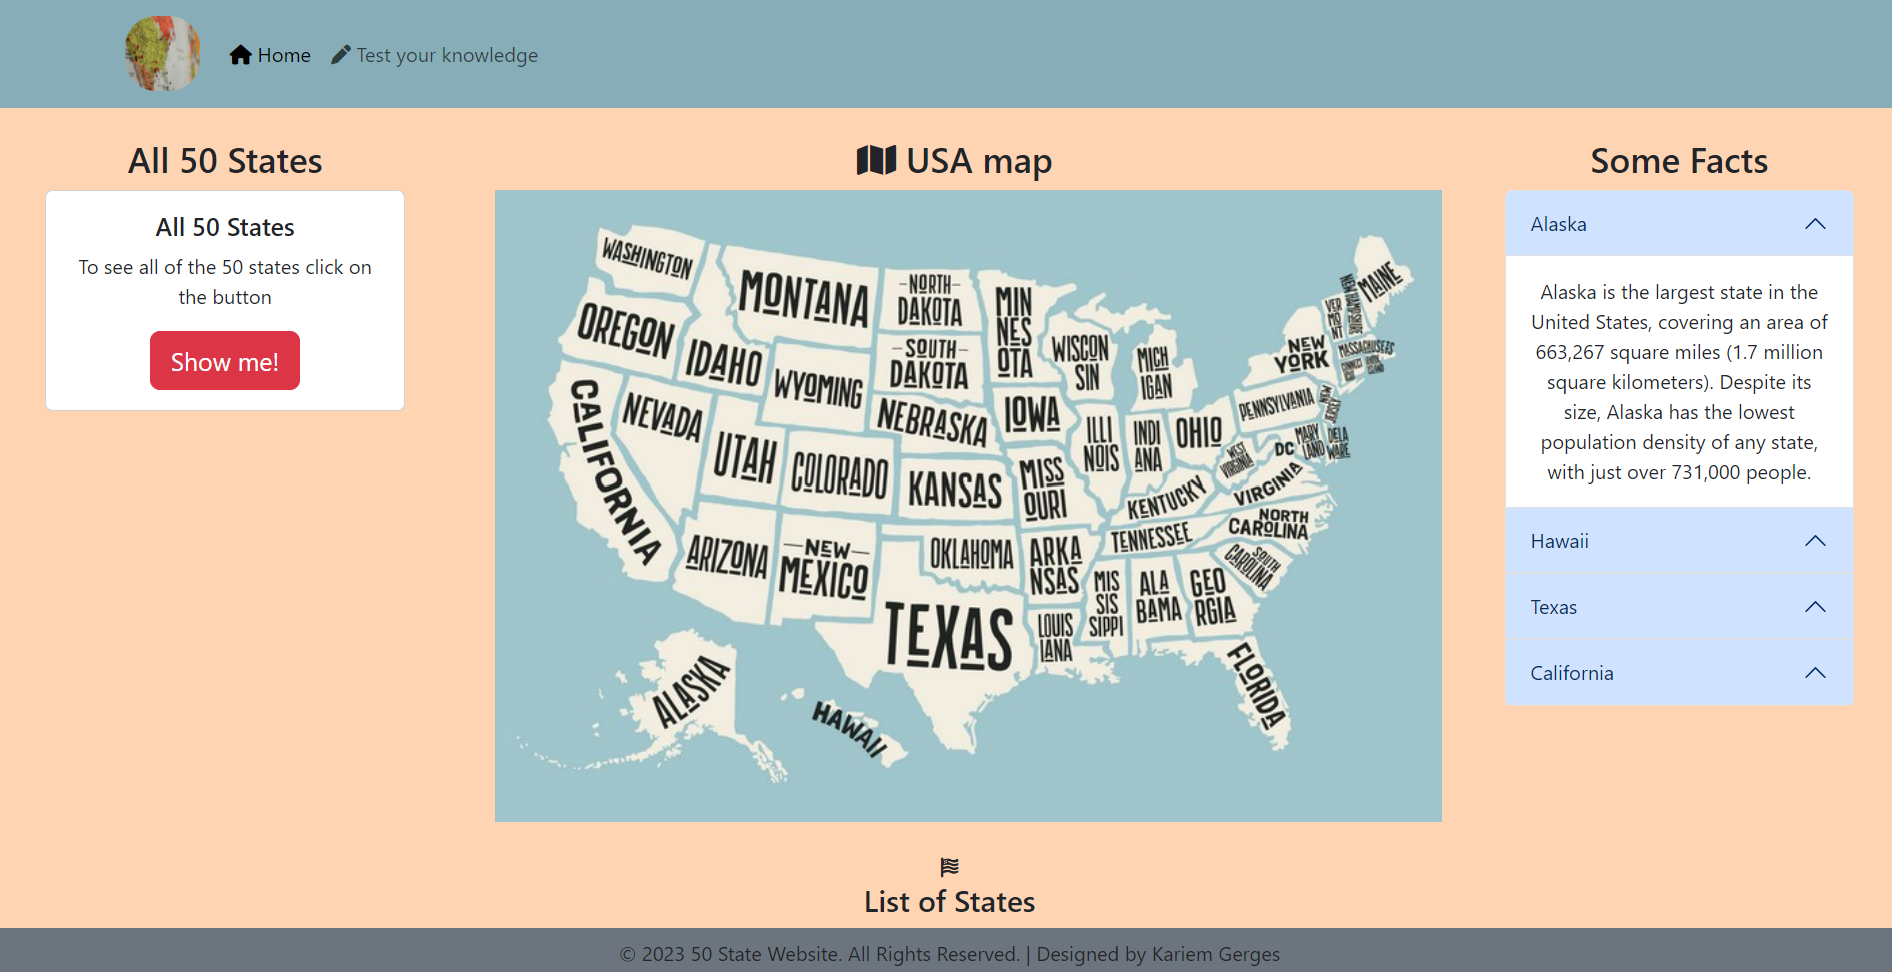 Home
Test your knowledge
All 50 States
All 50 States
To see all of the 50 states click on
the button
Show me!
USA map
WASHINGTON
MONTANA
NORTH
DAKOTA
MIN
NES
OTA
OREGON
IDAHO
WYOMING
SOUTH
DAKOTA
WISCON
SIN
MICH
IGAN
NEW
YORK
VER
MO
NT
NEW HAMPSHIRE
MAINE
MASSACHUSETTS
CONNECT
ICUT
RHODE
ISLAND
CALIFORNIA
NEVADA
UTAH
COLORADO
NEBRASKA
KANSAS
IOWA
MISS
OURI
ILLI
NOIS
INDI
ANA
OHIO
PENNSYLVANIA
NEW
JERSEY
WEST
VIRGINIA
DC
MARY
LAND
DELA
WARE
VIRGINIA
KENTUCKY
NORTH
CAROLINA
TENNESSEE
SOUTH
CAROLINA
ARIZONA
NEW
MEXICO
OKLAHOMA
ARKA
NSAS
TEXAS
LOUIS
IANA
MIS
SIS
SIPPI
ALA
BAMA
GEO
RGIA
FLORIDA
ALASKA
HAWAII
Some Facts
Alaska
Alaska is the largest state in the
United States, covering an area of
663,267 square miles (1.7 million
square kilometers). Despite its
size, Alaska has the lowest
population density of any state,
with just over 731,000 people.
Hawaii
Texas
California
List of States
© 2023 50 State Website. All Rights Reserved. | Designed by Kariem Gerges